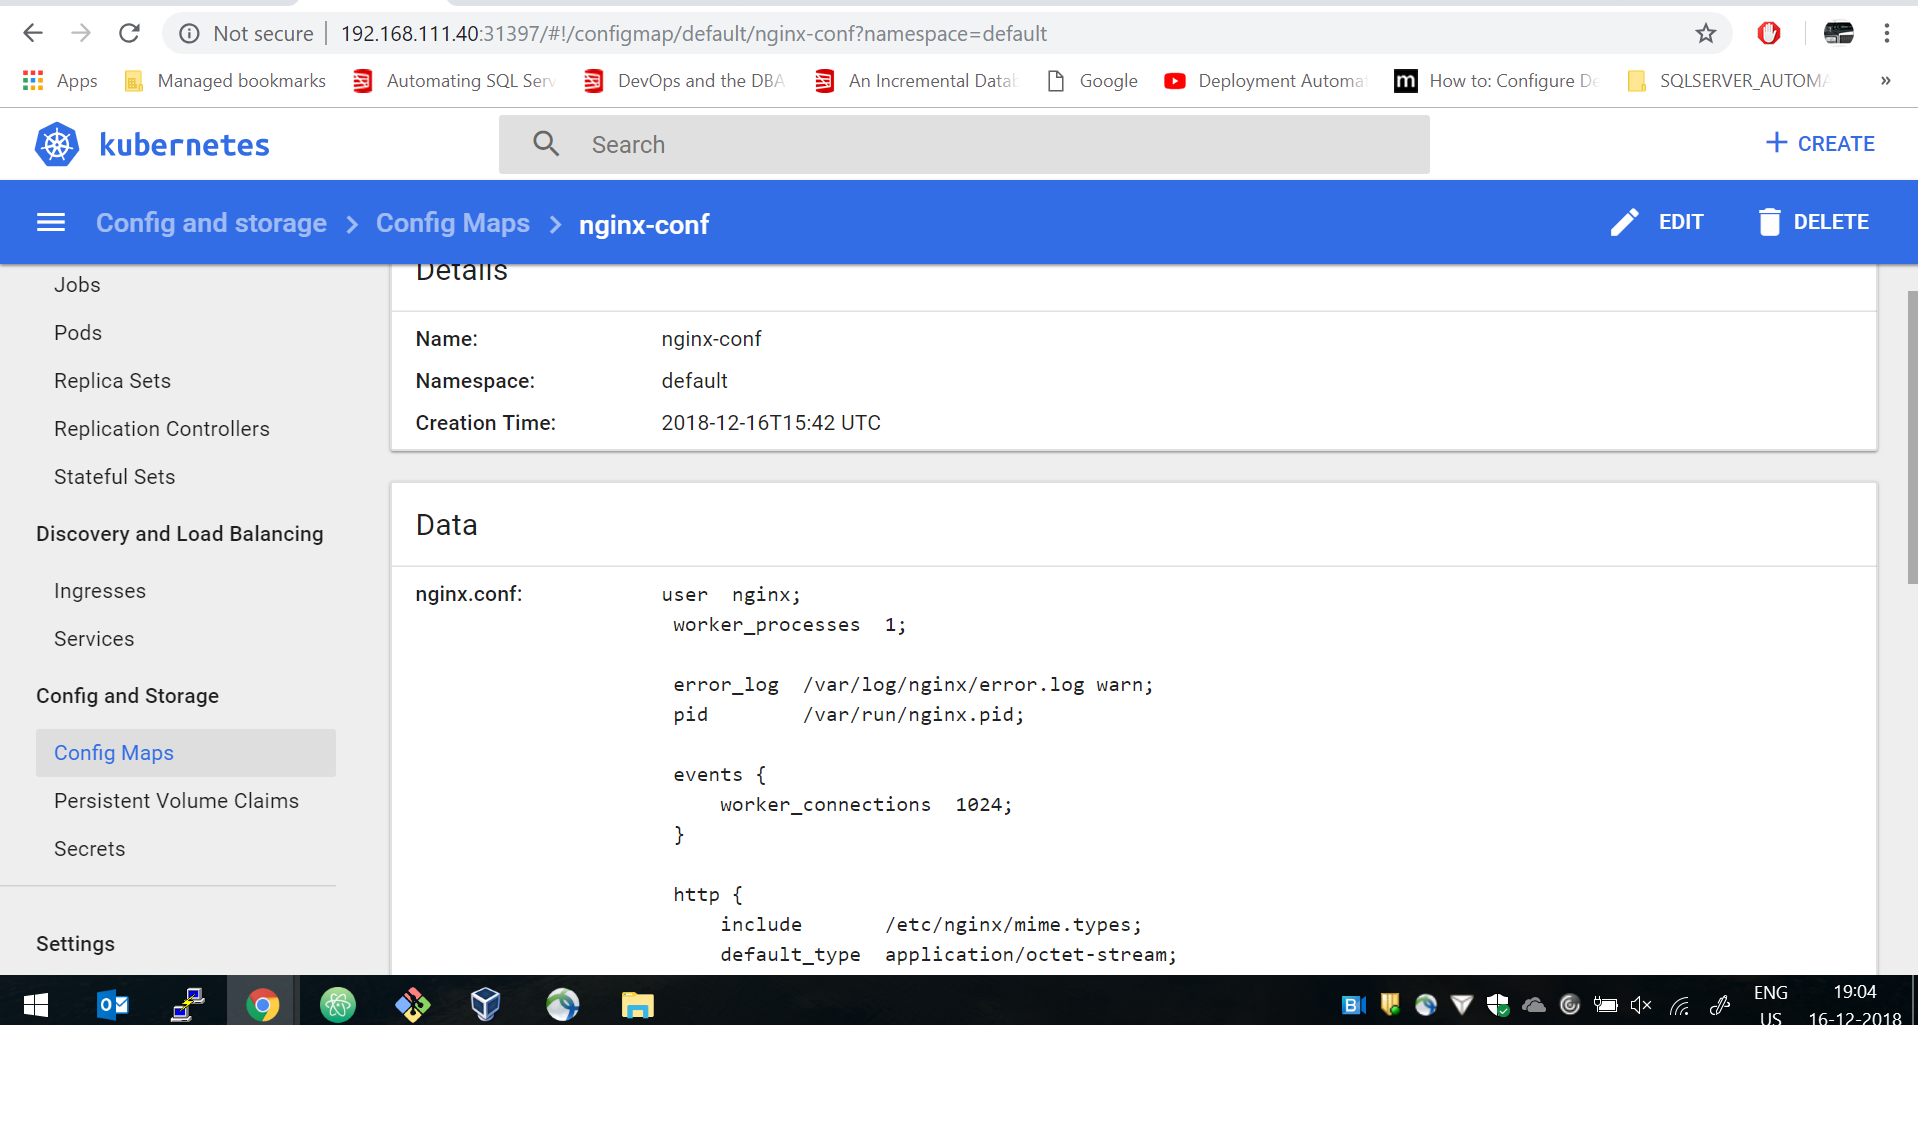 Not secure | 192.168.111.40:31397/#!/configmap/default/nginx-conf?namespace=default
Apps Managed bookmarks Automating SQL Serv DevOps and the DBA An Incremental Datab Google Deployment Automat How to: Configure De SQLSERVER_AUTOMA »
kubernetes Search + CREATE
Config and storage > Config Maps > nginx-conf EDIT DELETE
Details
Jobs
Pods
Replica Sets
Replication Controllers
Stateful Sets
Discovery and Load Balancing
Ingresses
Services
Config and Storage
Config Maps
Persistent Volume Claims
Secrets
Settings
Name: nginx-conf
Namespace: default
Creation Time: 2018-12-16T15:42 UTC
Data
nginx.conf: user  nginx;
worker_processes  1;
error_log  /var/log/nginx/error.log warn;
pid        /var/run/nginx.pid;
events {
worker_connections  1024;
}
http {
include       /etc/nginx/mime.types;
default_type  application/octet-stream;
ENG 19:04
US 16-12-2018